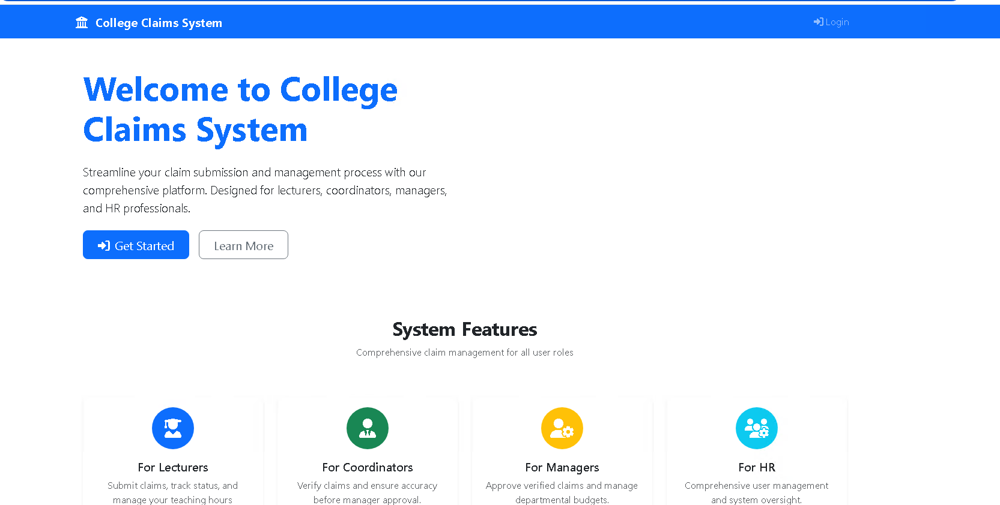 College Claims System
Login
Welcome to College
Claims System
Streamline your claim submission and management process with our
comprehensive platform. Designed for lecturers, coordinators, managers,
and HR professionals.
Get Started
Learn More
System Features
Comprehensive claim management for all user roles
For Lecturers
Submit claims, track status, and
manage your teaching hours
For Coordinators
Verify claims and ensure accuracy
before manager approval.
For Managers
Approve verified claims and manage
departmental budgets.
For HR
Comprehensive user management
and system oversight.